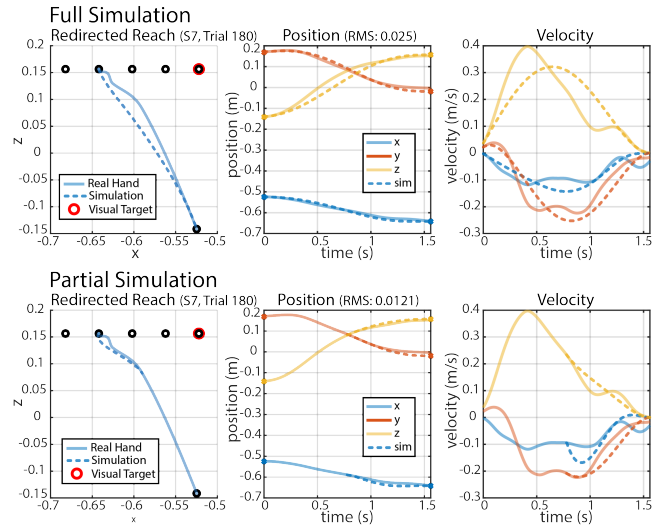 Full Simulation
Redirected Reach (S7, Trial 180)
Position (RMS: 0.025)
Velocity
0.2
0.15
0.1
0.05
0
-0.05
-0.1
-0.15
z
-0.7
-0.65
-0.6
-0.55
-0.5
x
Real Hand
Simulation
Visual Target
0.2
0.1
0
-0.1
-0.2
-0.3
-0.4
-0.5
-0.6
-0.7
position (m)
0
0.5
1
1.5
time (s)
x
y
z
sim
0.4
0.3
0.2
0.1
0
-0.1
-0.2
-0.3
velocity (m/s)
0
0.5
1
1.5
time (s)
Partial Simulation
Redirected Reach (S7, Trial 180)
Position (RMS: 0.0121)
Velocity
0.2
0.15
0.1
0.05
0
-0.05
-0.1
-0.15
z
-0.7
-0.65
-0.6
-0.55
-0.5
x
Real Hand
Simulation
Visual Target
0.2
0.1
0
-0.1
-0.2
-0.3
-0.4
-0.5
-0.6
-0.7
position (m)
0
0.5
1
1.5
time (s)
x
y
z
sim
0.4
0.3
0.2
0.1
0
-0.1
-0.2
-0.3
-0.4
velocity (m/s)
0
0.5
1
1.5
time (s)